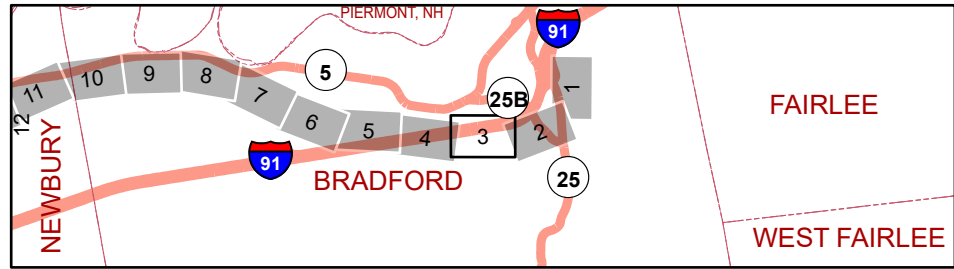 PIERMONT, NH
91
5
25B
11
10
9
8
7
6
5
4
3
2
1
12
NEWBURY
91
BRADFORD
25
FAIRLEE
WEST FAIRLEE